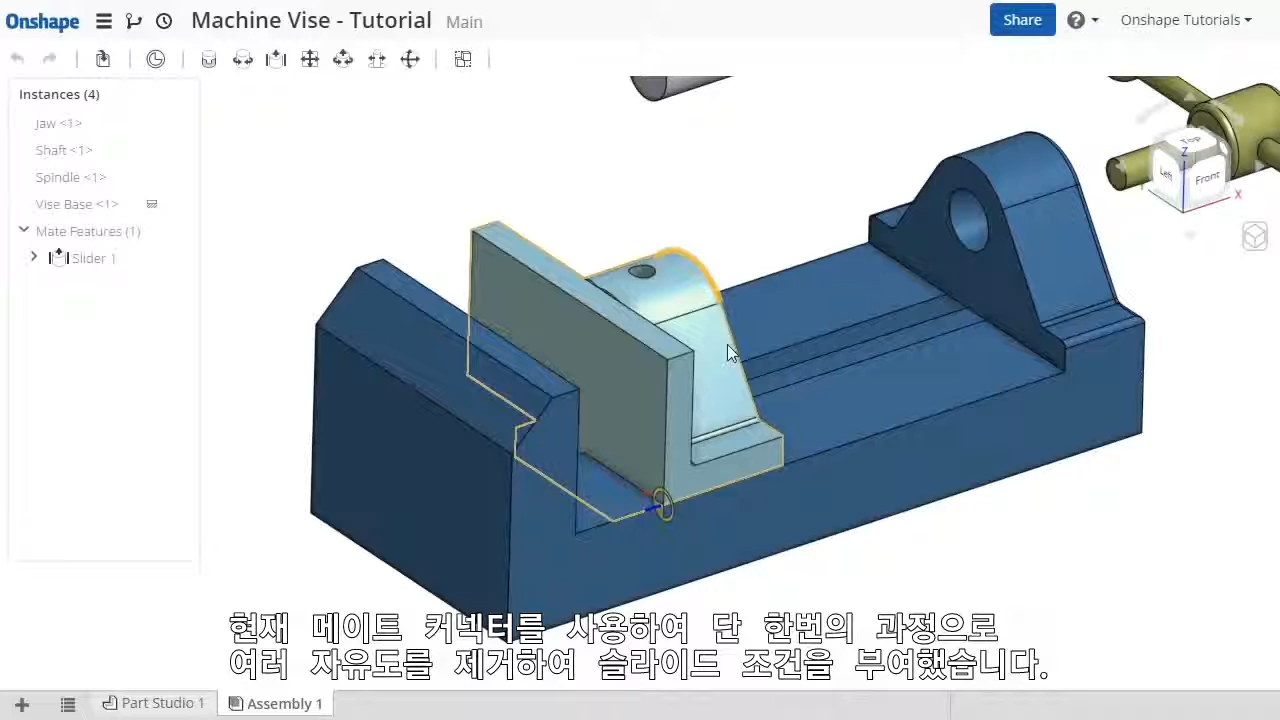 Onshape
Machine Vise - Tutorial Main
Share
Onshape Tutorials
Instances (4)
Jaw <1>
Shaft <1>
Spindle <1>
Vise Base <1>
Mate Features (1)
Slider 1
Top
Left
Front
Z
X
현재 메이트 커넥터를 사용하여 단 한번의 과정으로
여러 자유도를 제거하여 슬라이드 조건을 부여했습니다.
Part Studio 1
Assembly 1